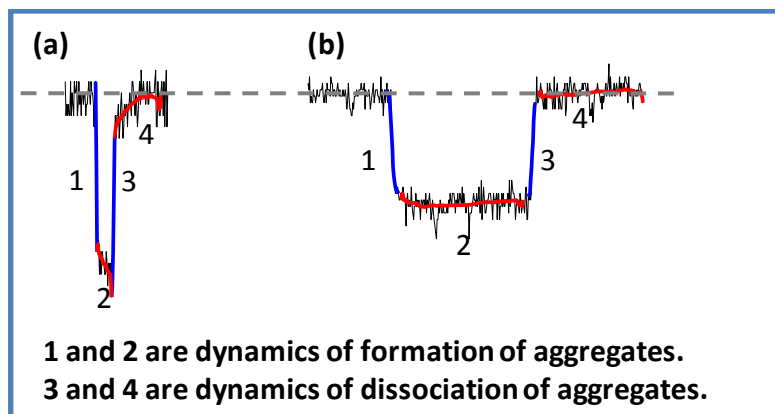 (a) (b)
4 4
1 3 1 3
2 2
1 and 2 are dynamics of formation of aggregates.
3 and 4 are dynamics of dissociation of aggregates.